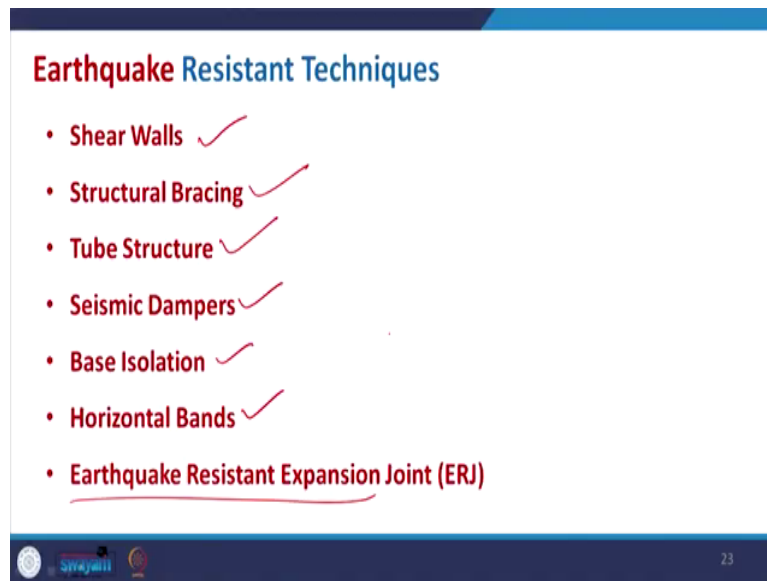 Earthquake Resistant Techniques
• Shear Walls
• Structural Bracing
• Tube Structure
• Seismic Dampers
• Base Isolation
• Horizontal Bands
• Earthquake Resistant Expansion Joint (ERJ)
swayam
23